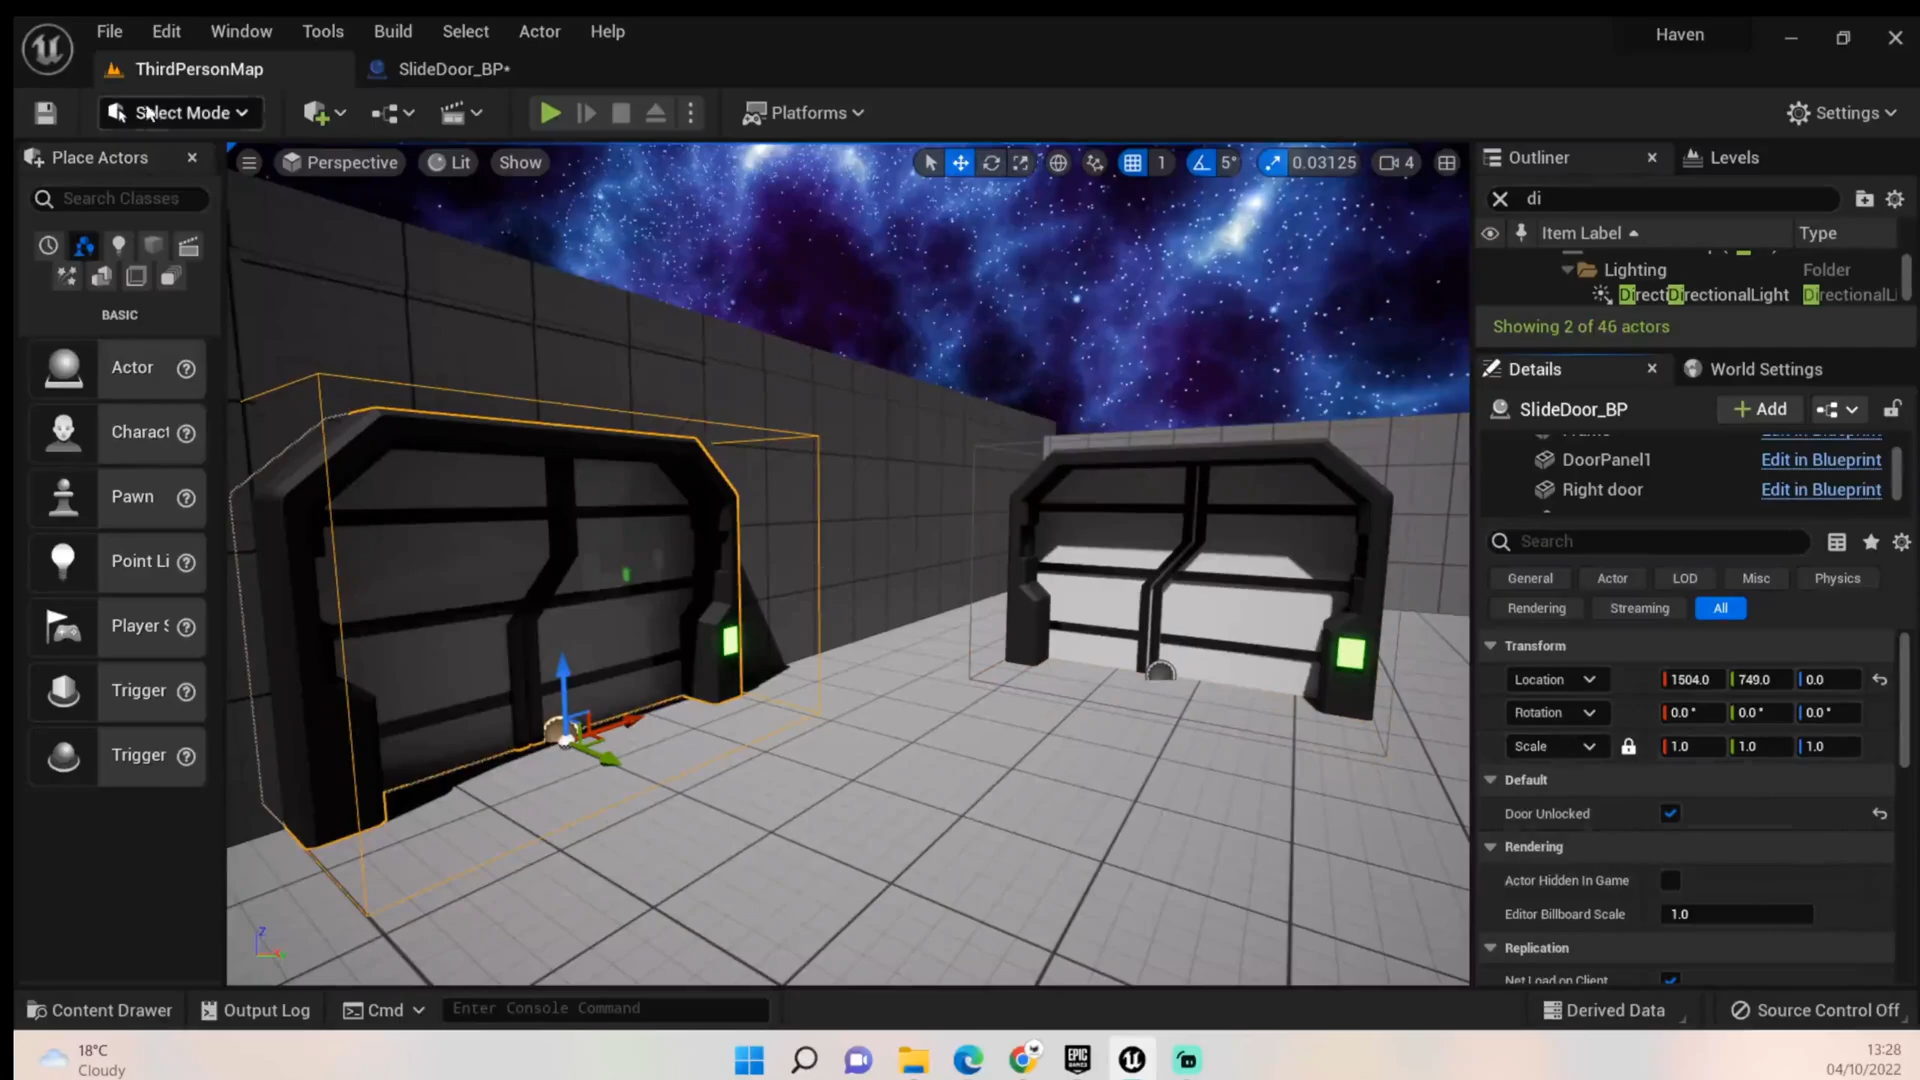 File Edit Window Tools Build Select Actor Help
Haven
ThirdPersonMap
SlideDoor_BP*
Select Mode
Platforms
Settings
Place Actors
Search Classes
BASIC
Actor
Charact
Pawn
Point Li
Player S
Trigger
Trigger
Perspective
Lit
Show
1
5°
0.03125
4
Outliner
Levels
di
Item Label
Type
Lighting
Folder
DirectiDirectionalLight
DirectionalLi
Showing 2 of 46 actors
Details
World Settings
SlideDoor_BP
+ Add
DoorPanel1
Edit in Blueprint
Right door
Edit in Blueprint
Search
General Actor LOD Misc Physics
Rendering Streaming All
Transform
Location 1504.0 749.0 0.0
Rotation 0.0° 0.0° 0.0°
Scale 1.0 1.0 1.0
Default
Door Unlocked
Rendering
Actor Hidden In Game
Editor Billboard Scale 1.0
Replication
Net Load on Client
Z
Content Drawer
Output Log
Cmd
Enter Console Command
Derived Data
Source Control Off
18°C
Cloudy
EPIC
GAMES
13:28
04/10/2022